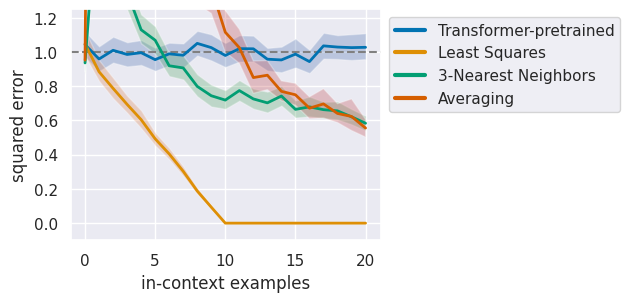 squared error
1.2
1.0
0.8
0.6
0.4
0.2
0.0
0
5
10
15
20
in-context examples
Transformer-pretrained
Least Squares
3-Nearest Neighbors
Averaging